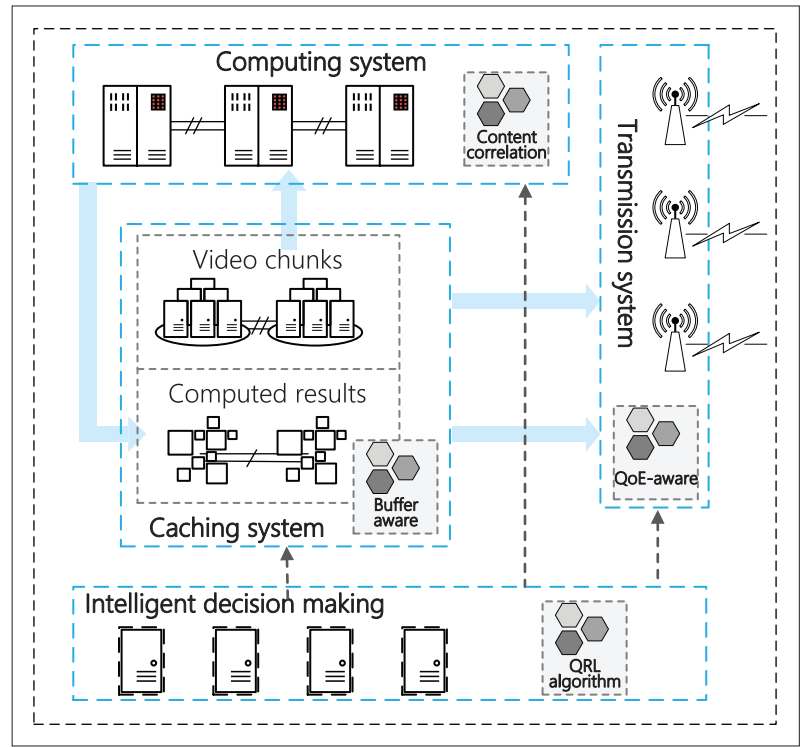 Computing system
Content
correlation
Transmission system
Video chunks
Computed results
Buffer
aware
Caching system
QoE-aware
Intelligent decision making
QRL
algorithm